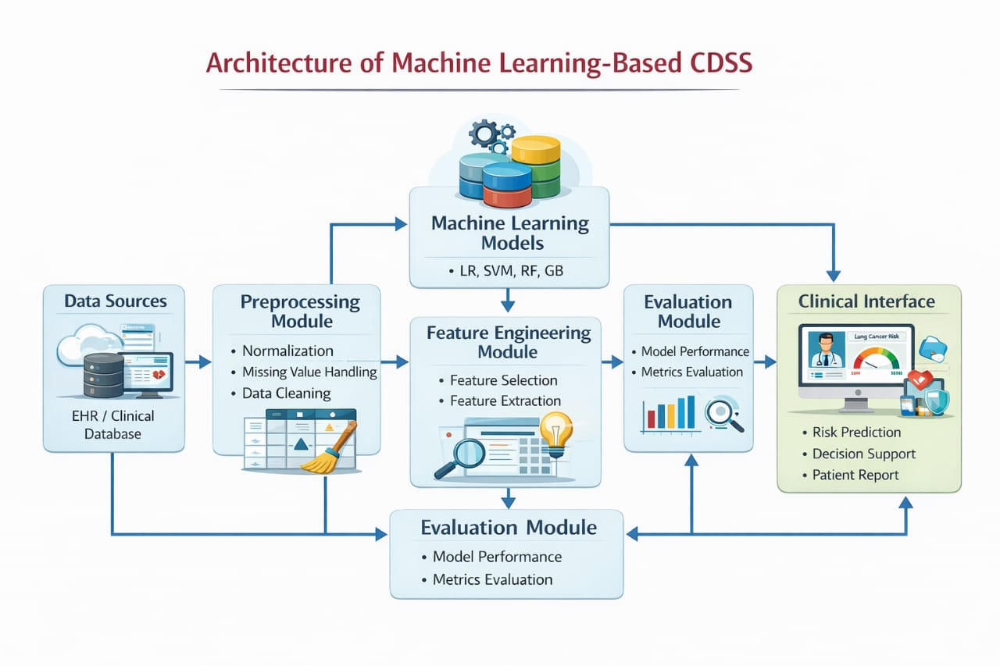 Architecture of Machine Learning-Based CDSS
Machine Learning
Models
• LR, SVM, RF, GB
Data Sources
EHR / Clinical
Database
Preprocessing
Module
• Normalization
• Missing Value Handling
• Data Cleaning
Feature Engineering
Module
• Feature Selection
• Feature Extraction
Evaluation
Module
• Model Performance
• Metrics Evaluation
Clinical Interface
Lung Cancer Risk
• Risk Prediction
• Decision Support
• Patient Report
Evaluation Module
• Model Performance
• Metrics Evaluation